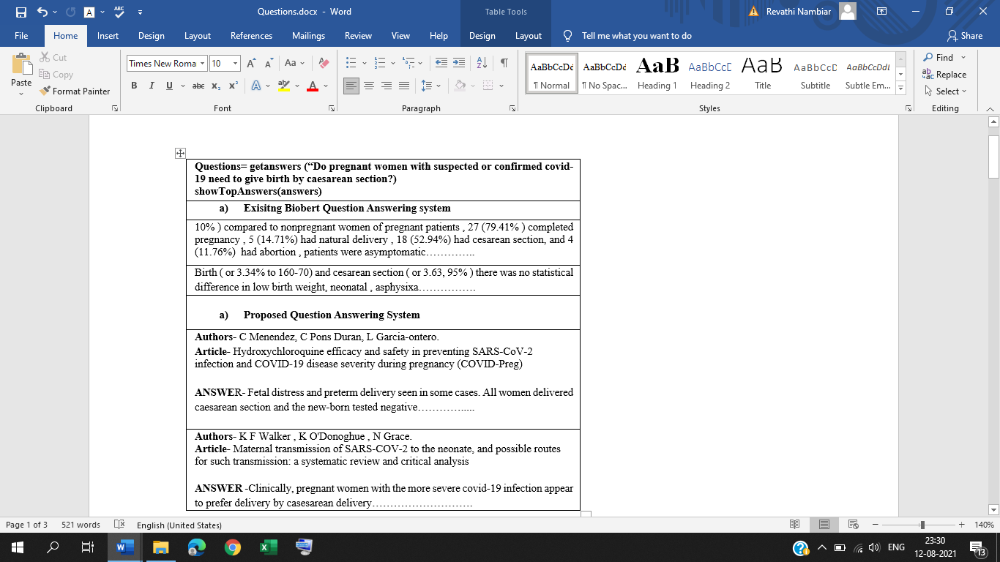 Questions.docx - Word
Table Tools
Revathi Nambiar
File Home Insert Design Layout References Mailings Review View Help Design Layout Tell me what you want to do Share
Cut
Copy
Paste
Format Painter
Clipboard
Times New Roma 10
Font
Paragraph
AaBbCcDd AaBbCcDd AaB AaBbCcD AaB AaBbCcD AaBbCcDd
¶ Normal ¶ No Spac... Heading 1 Heading 2 Title Subtitle Subtle Em...
Styles
Find
Replace
Select
Editing
Questions= getanswers (“Do pregnant women with suspected or confirmed covid-
19 need to give birth by caesarean section?)
showTopAnswers(answers)
a) Exisitng Biobert Question Answering system
10% ) compared to nonpregnant women of pregnant patients , 27 (79.41% ) completed
pregnancy , 5 (14.71%) had natural delivery , 18 (52.94%) had cesarean section, and 4
(11.76%) had abortion , patients were asymptomatic…………..
Birth ( or 3.34% to 160-70) and cesarean section ( or 3.63, 95% ) there was no statistical
difference in low birth weight, neonatal , asphysixa…………….
a) Proposed Question Answering System
Authors- C Menendez, C Pons Duran, L Garcia-ontero.
Article- Hydroxychloroquine efficacy and safety in preventing SARS-CoV-2
infection and COVID-19 disease severity during pregnancy (COVID-Preg)
ANSWER- Fetal distress and preterm delivery seen in some cases. All women delivered
caesarean section and the new-born tested negative………….....
Authors- K F Walker , K O'Donoghue , N Grace.
Article- Maternal transmission of SARS-COV-2 to the neonate, and possible routes
for such transmission: a systematic review and critical analysis
ANSWER -Clinically, pregnant women with the more severe covid-19 infection appear
to prefer delivery by casesarean delivery……………………….
Page 1 of 3 521 words English (United States) 140%
ENG
23:30
12-08-2021
13